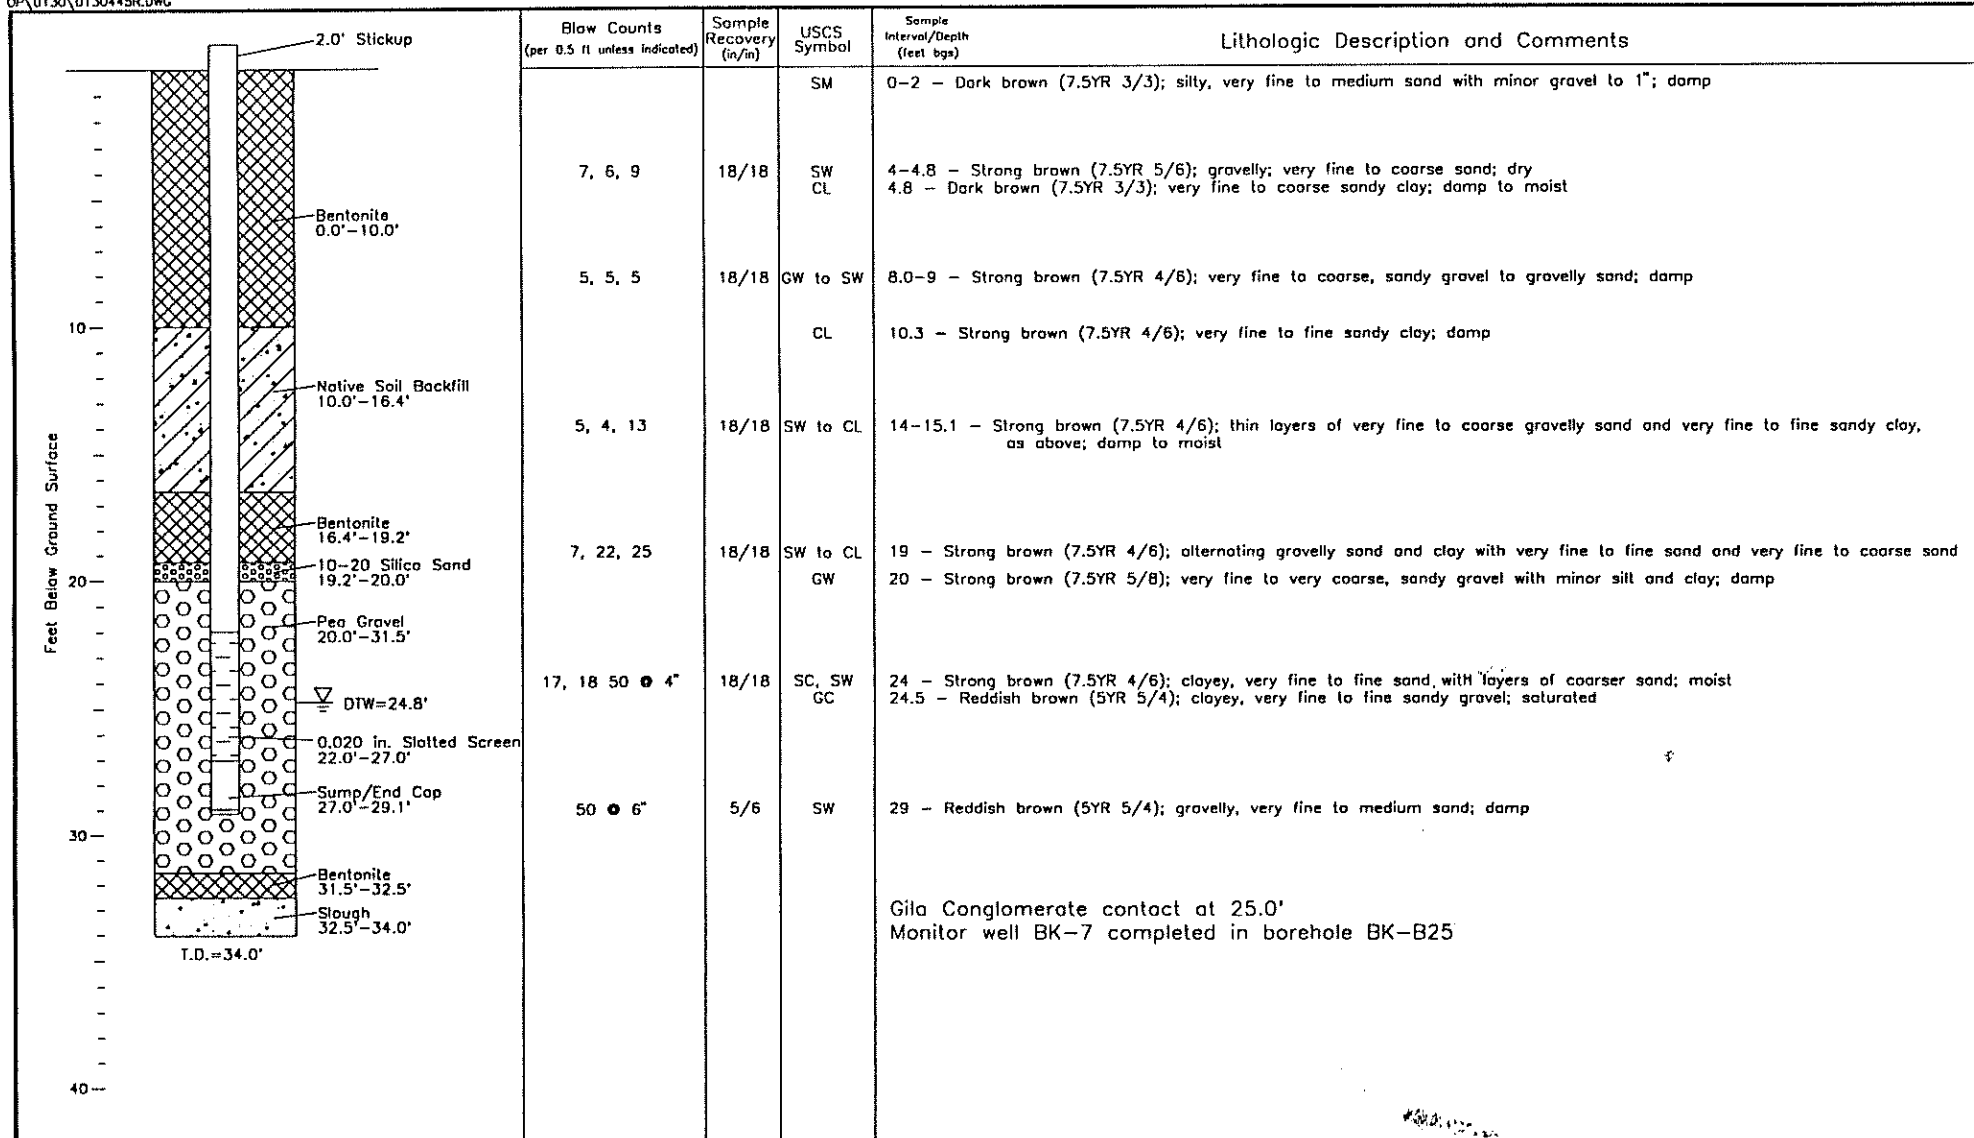 OP\0130\0130445R.DWG
Blow Counts
(per 0.5 ft unless indicated)
Sample
Recovery
(in/in)
USCS
Symbol
Sample
Interval/Depth
(feet bgs)
Lithologic Description and Comments
2.0' Stickup
SM 0-2 – Dark brown (7.5YR 3/3); silty, very fine to medium sand with minor gravel to 1"; damp
7, 6, 9 18/18 SW 4-4.8 – Strong brown (7.5YR 5/6); gravelly; very fine to coarse sand; dry
CL 4.8 – Dark brown (7.5YR 3/3); very fine to coarse sandy clay; damp to moist
Bentonite
0.0'-10.0'
5, 5, 5 18/18 GW to SW 8.0-9 – Strong brown (7.5YR 4/6); very fine to coarse, sandy gravel to gravelly sand; damp
10
CL 10.3 – Strong brown (7.5YR 4/6); very fine to fine sandy clay; damp
Native Soil Backfill
10.0'-16.4'
5, 4, 13 18/18 SW to CL 14-15.1 – Strong brown (7.5YR 4/6); thin layers of very fine to coarse gravelly sand and very fine to fine sandy clay,
as above; damp to moist
Feet Below Ground Surface
Bentonite
16.4'-19.2'
7, 22, 25 18/18 SW to CL 19 – Strong brown (7.5YR 4/6); alternating gravelly sand and clay with very fine to fine sand and very fine to coarse sand
10-20 Silica Sand
19.2'-20.0'
20
GW 20 – Strong brown (7.5YR 5/8); very fine to very coarse, sandy gravel with minor silt and clay; damp
Pea Gravel
20.0'-31.5'
17, 18 50 @ 4" 18/18 SC, SW 24 – Strong brown (7.5YR 4/6); clayey, very fine to fine sand, with layers of coarser sand; moist
GC 24.5 – Reddish brown (5YR 5/4); clayey, very fine to fine sandy gravel; saturated
DTW=24.8'
0.020 in. Slotted Screen
22.0'-27.0'
Sump/End Cap
27.0'-29.1'
50 @ 6" 5/6 SW 29 – Reddish brown (5YR 5/4); gravelly, very fine to medium sand; damp
30
Bentonite
31.5'-32.5'
Slough
32.5'-34.0'
T.D.=34.0'
Gila Conglomerate contact at 25.0'
Monitor well BK-7 completed in borehole BK-B25
40